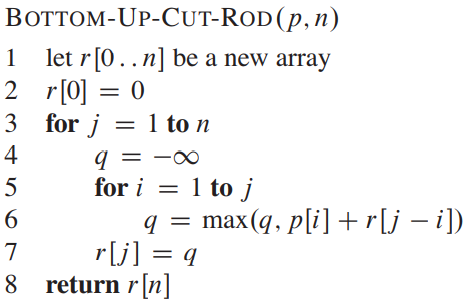 BOTTOM-UP-CUT-ROD(p, n)
1 let r[0 . . n] be a new array
2 r[0] = 0
3 for j = 1 to n
4 q = −∞
5 for i = 1 to j
6 q = max(q, p[i] + r[j − i])
7 r[j] = q
8 return r[n]